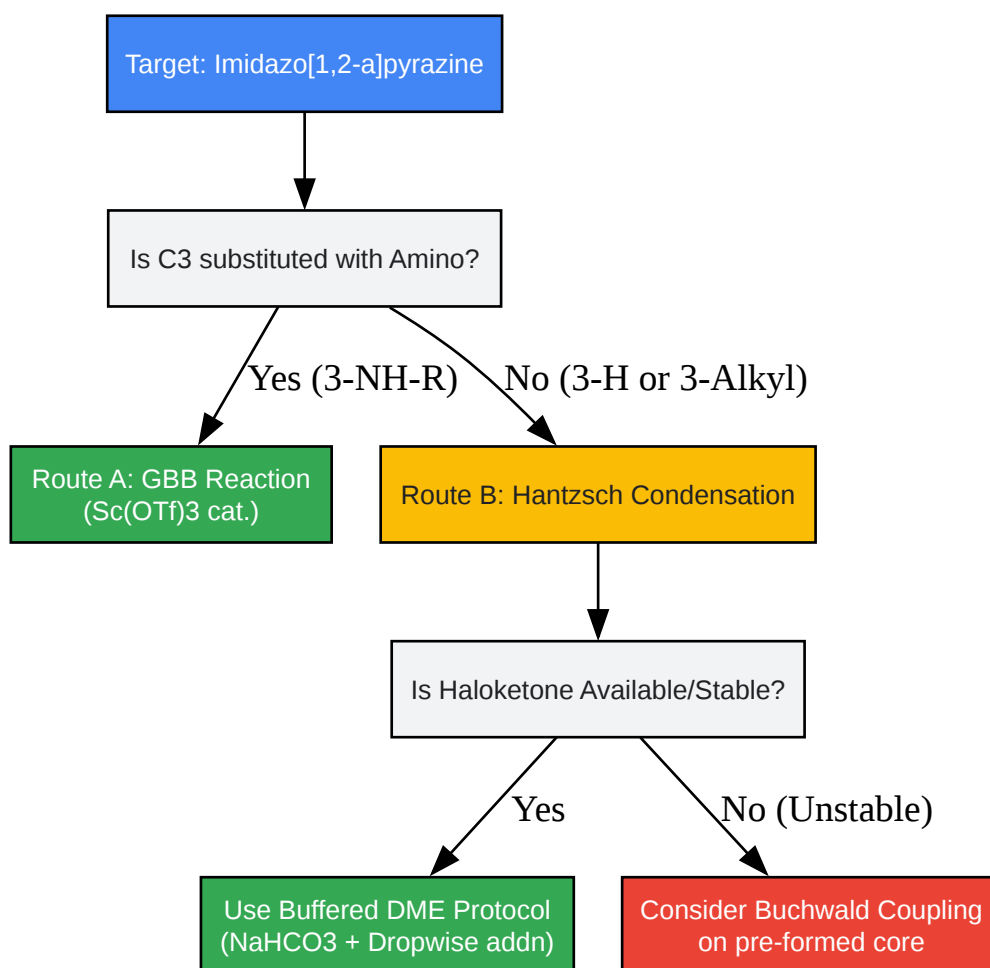 Target: Imidazo[1,2-a]pyrazine
Is C3 substituted with Amino?
Yes (3-NH-R)
No (3-H or 3-Alkyl)
Route A: GBB Reaction
(Sc(OTf)3 cat.)
Route B: Hantzsch Condensation
Is Haloketone Available/Stable?
Yes
No (Unstable)
Use Buffered DME Protocol
(NaHCO3 + Dropwise addn)
Consider Buchwald Coupling
on pre-formed core